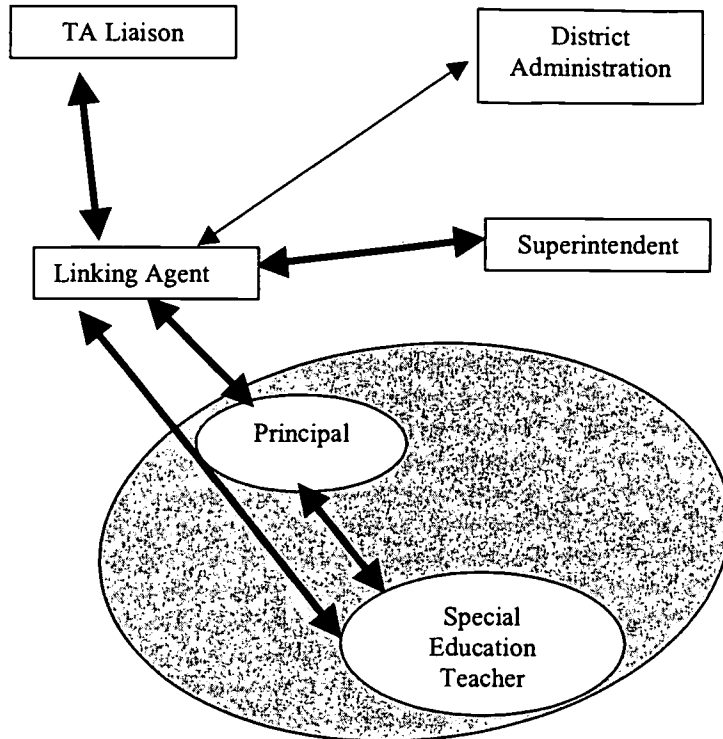 TA Liaison
District
Administration
Linking Agent
Superintendent
Principal
Special
Education
Teacher